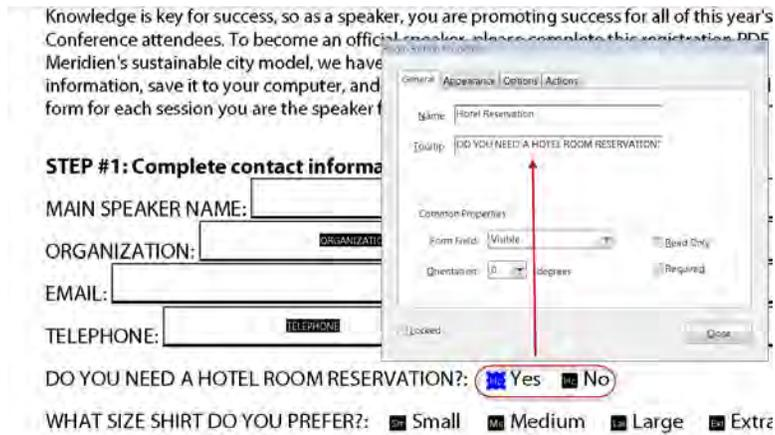 Knowledge is key for success, so as a speaker, you are promoting success for all of this year's
Conference attendees. To become an official speaker, please complete this registration PDF
Meridien's sustainable city model, we have
information, save it to your computer, and
form for each session you are the speaker f
General Appearance Options Actions
Name: Hotel Reservation
Tooltip: DO YOU NEED A HOTEL ROOM RESERVATION?
Common Properties
Form Field: Visible Read Only
Orientation: 0 degrees Required
Locked Close
STEP #1: Complete contact informa
MAIN SPEAKER NAME:
ORGANIZATION: ORGANIZATIO
EMAIL:
TELEPHONE: TELEPHONE
DO YOU NEED A HOTEL ROOM RESERVATION?: Yes No
WHAT SIZE SHIRT DO YOU PREFER?: Small Medium Large Extra